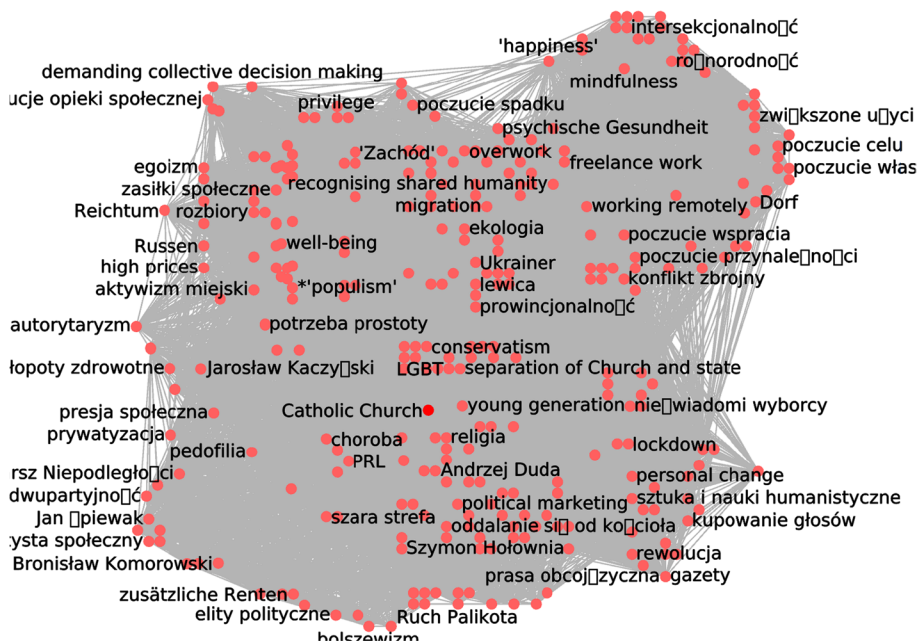 intersekcjonalno▯ć
'happiness'
ro▯norodno▯ć
demanding collective decision making
mindfulness
ucje opieki społecznej
privilege
poczucie spadku
zwi▯kszone u▯yci
psychische Gesundheit
poczucie celu
'Zachód'
overwork
freelance work
egoizm
poczucie włas
zasiłki społeczne
recognising shared humanity
Reichtum
rozbiory
migration
working remotely
Dorf
ekologia
poczucie wspracia
Russen
well-being
poczucie przynale▯no▯ci
high prices
Ukrainer
konflikt zbrojny
aktywizm miejski
*'populism'
lewica
prowincjonalno▯ć
autorytaryzm
potrzeba prostoty
conservatism
łopoty zdrowotne
Jarosław Kaczy▯ski
LGBT
separation of Church and state
presja społeczna
Catholic Church
young generation
nie▯wiadomi wyborcy
prywatyzacja
choroba
religia
lockdown
pedofilia
PRL
Andrzej Duda
rsz Niepodległo▯ci
personal change
dwupartyjno▯ć
political marketing
sztuka i nauki humanistyczne
Jan ▯piewak
szara strefa
oddalanie si▯ od ko▯cioła
kupowanie głosów
ysta społeczny
Szymon Hołownia
rewolucja
Bronisław Komorowski
prasa obcoj▯zyczna
gazety
zusätzliche Renten
elity polityczne
Ruch Palikota
bolszewizm